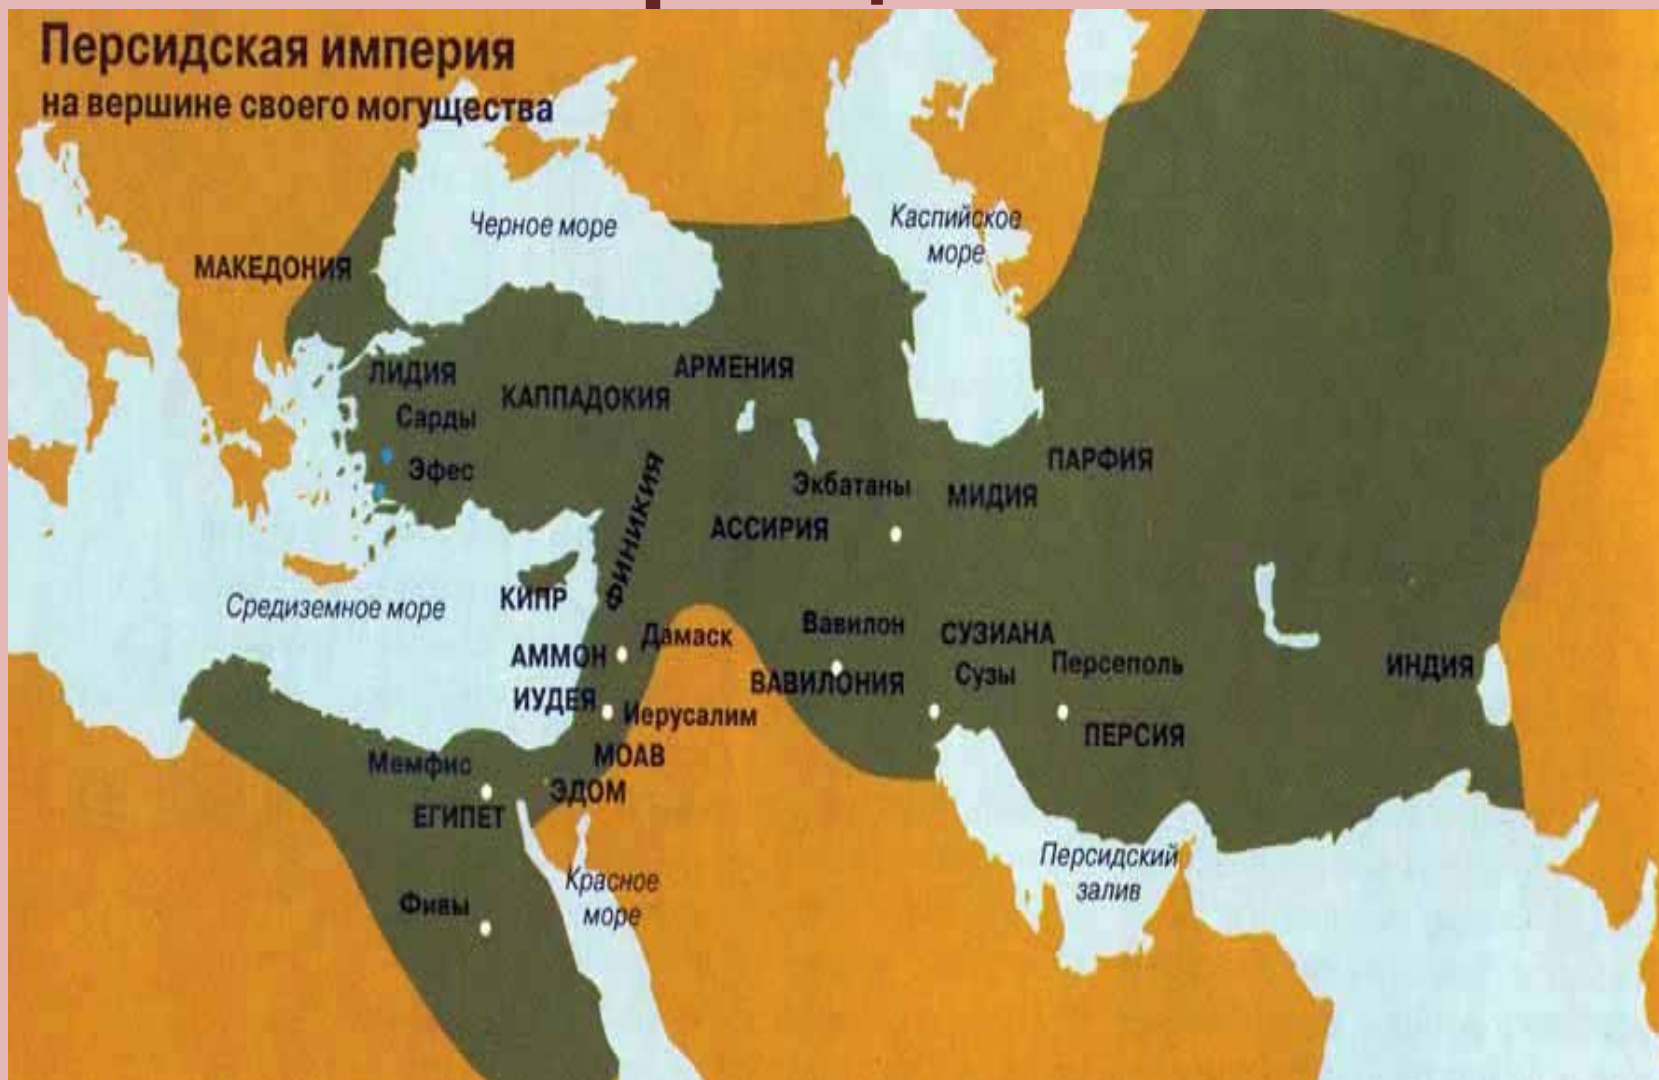 Персидская империя
на вершине своего могущества
Черное море
Каспийское
море
МАКЕДОНИЯ
ЛИДИЯ
КАППАДОКИЯ
АРМЕНИЯ
Сарды
Эфес
ПАРФИЯ
Экбатаны
МИДИЯ
АССИРИЯ
ФИНИКИЯ
КИПР
Средиземное море
Вавилон
СУЗИАНА
Дамаск
АММОН
Сузы
Персеполь
ИНДИЯ
ВАВИЛОНИЯ
ИУДЕЯ
Иерусалим
ПЕРСИЯ
МОАВ
Мемфис
ЭДОМ
ЕГИПЕТ
Персидский
залив
Красное
море
Фивы